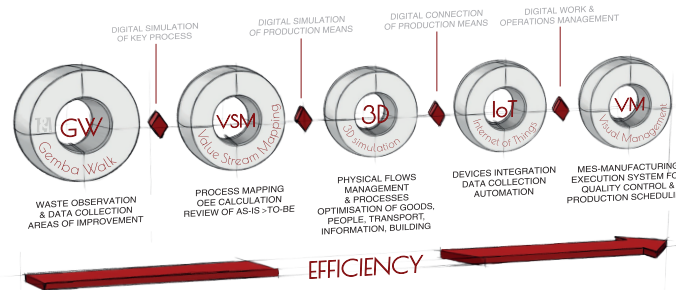 DIGITAL SIMULATION
OF KEY PROCESS
DIGITAL SIMULATION
OF PRODUCTION MEANS
DIGITAL CONNECTION
OF PRODUCTION MEANS
DIGITAL WORK &
OPERATIONS MANAGEMENT
GW
Gemba Walk
VSM
Value Stream Mapping
3D
3D simulation
IoT
Internet of Things
VM
Visual Management
WASTE OBSERVATION
& DATA COLLECTION
AREAS OF IMPROVEMENT
PROCESS MAPPING
OEE CALCULATION
REVIEW OF AS-IS >TO-BE
PHYSICAL FLOWS
MANAGEMENT
& PROCESSES
OPTIMISATION OF GOODS,
PEOPLE, TRANSPORT,
INFORMATION, BUILDING
DEVICES INTEGRATION
DATA COLLECTION
AUTOMATION
MES-MANUFACTURING
EXECUTION SYSTEM FO
QUALITY CONTROL &
PRODUCTION SCHEDULI
EFFICIENCY